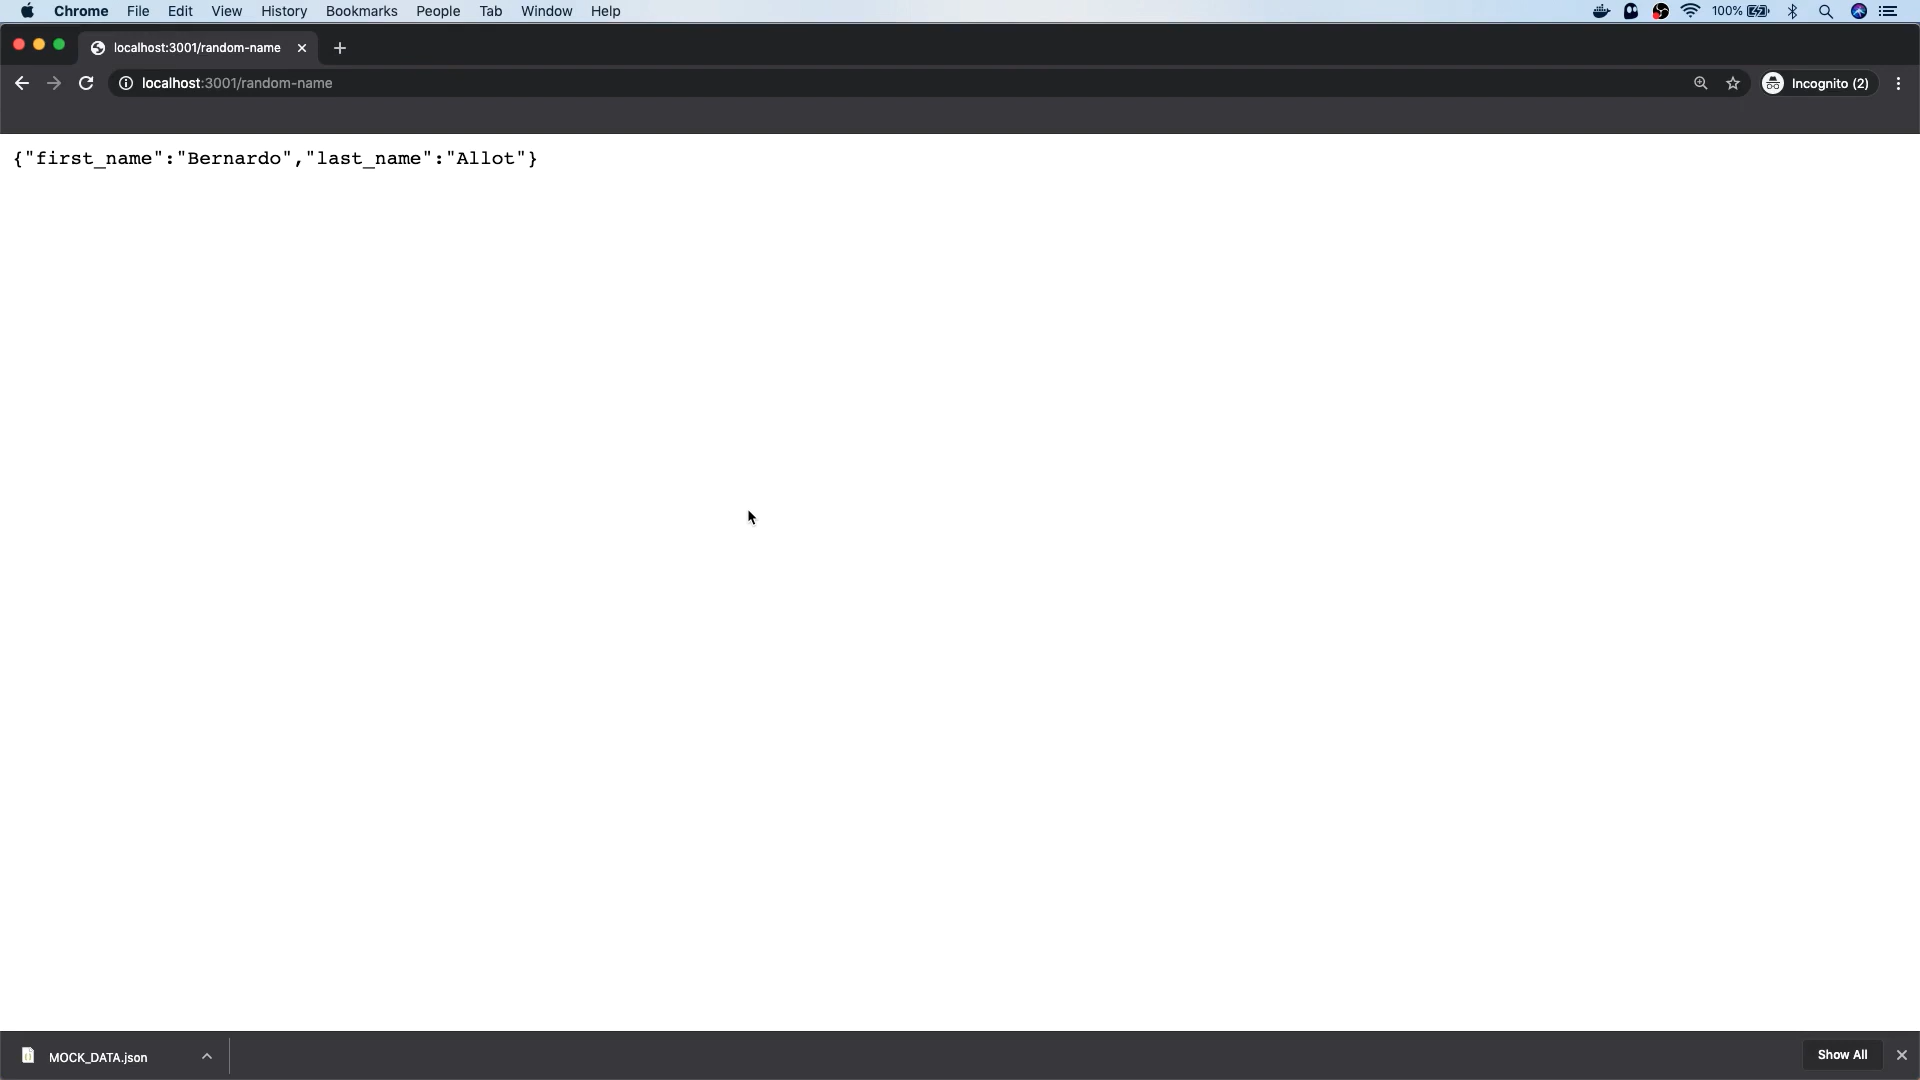 Chrome File Edit View History Bookmarks People Tab Window Help 100%
localhost:3001/random-name
localhost:3001/random-name Incognito (2)
{"first_name":"Bernardo","last_name":"Allot"}
MOCK_DATA.json Show All